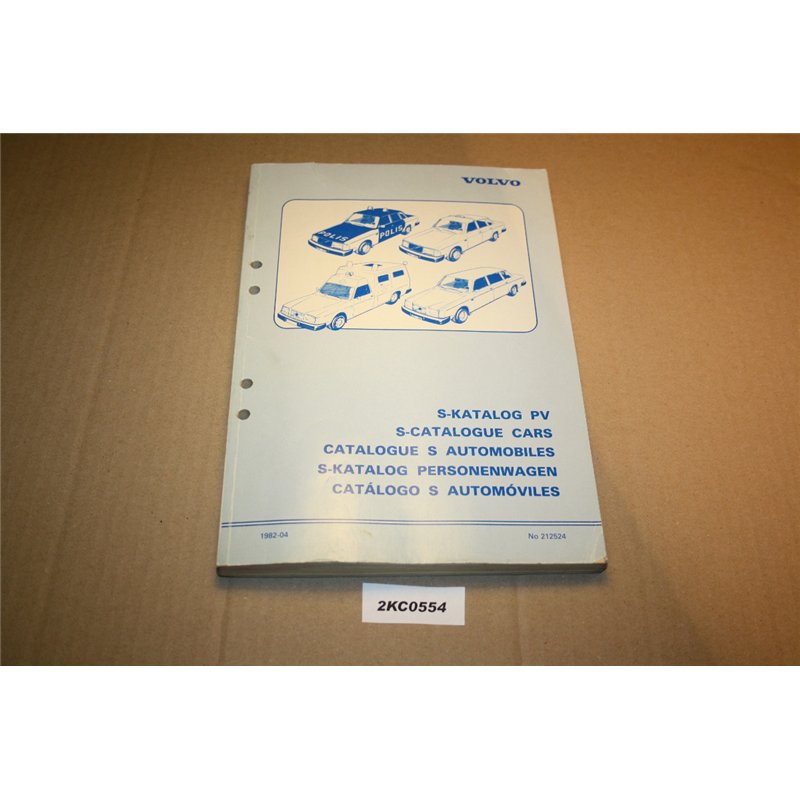 VOLVO
POLIS
POLIS
S-KATALOG PV
S-CATALOGUE CARS
CATALOGUE S AUTOMOBILES
S-KATALOG PERSONENWAGEN
CATÁLOGO S AUTOMÓVILES
1982-04
No 212524
2KC0554